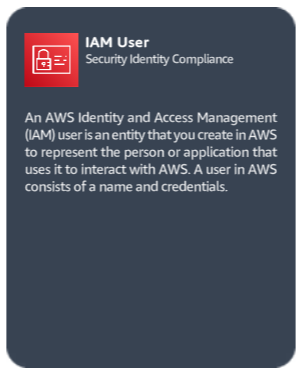 IAM User
Security Identity Compliance
An AWS Identity and Access Management
(IAM) user is an entity that you create in AWS
to represent the person or application that
uses it to interact with AWS. A user in AWS
consists of a name and credentials.